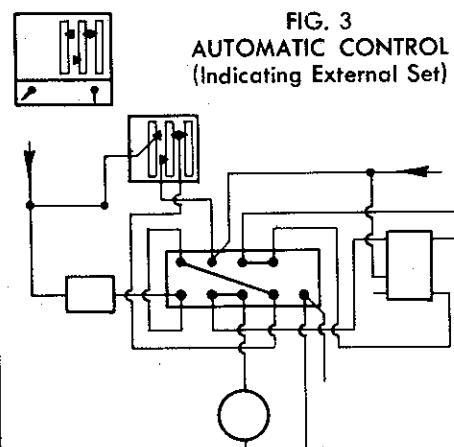 FIG. 3
AUTOMATIC CONTROL
(Indicating External Set)